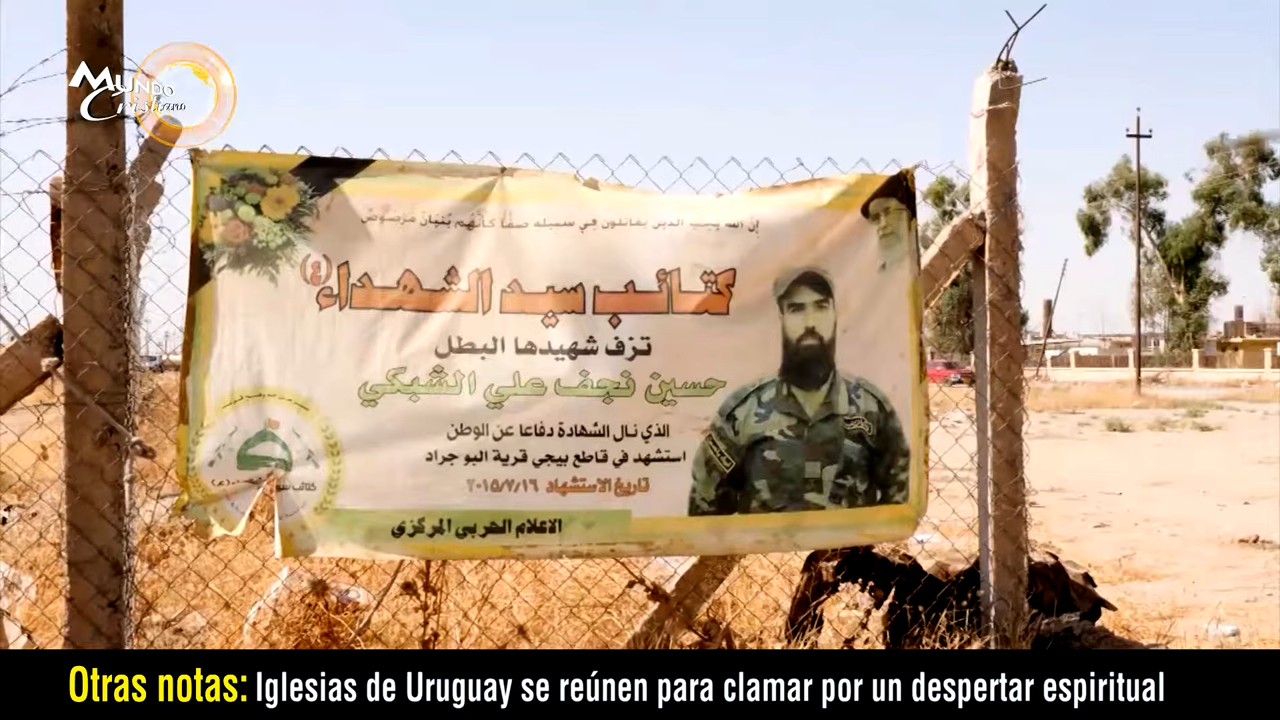 Mundo
Cristiano
إن الله يحب الذين يقاتلون في سبيله صفا كأنهم بُنيان مرصوص
كتائب سيد الشهداء (ع)
تزف شهيدها البطل
حسين نجف علي الشبكي
الذي نال الشهادة دفاعا عن الوطن
استشهد في قاطع بيجي قرية البو جراد
تاريخ الاستشهاد ٢٠١٥/٧/١٦
الاعلام الحربي المركزي
Otras notas: Iglesias de Uruguay se reúnen para clamar por un despertar espiritual